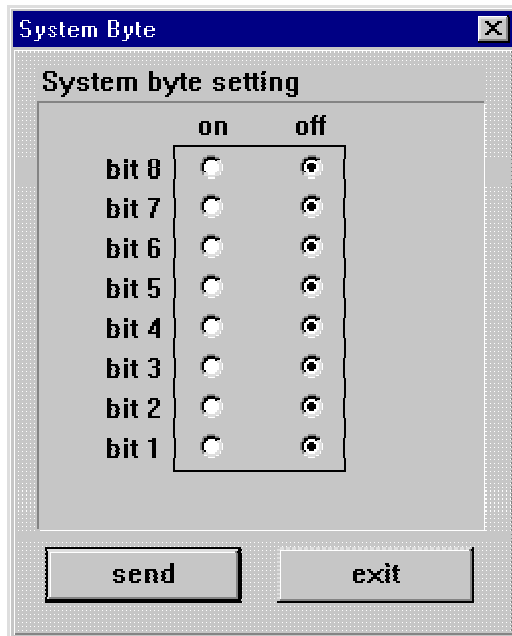 System Byte
System byte setting
on off
bit 8
bit 7
bit 6
bit 5
bit 4
bit 3
bit 2
bit 1
send exit